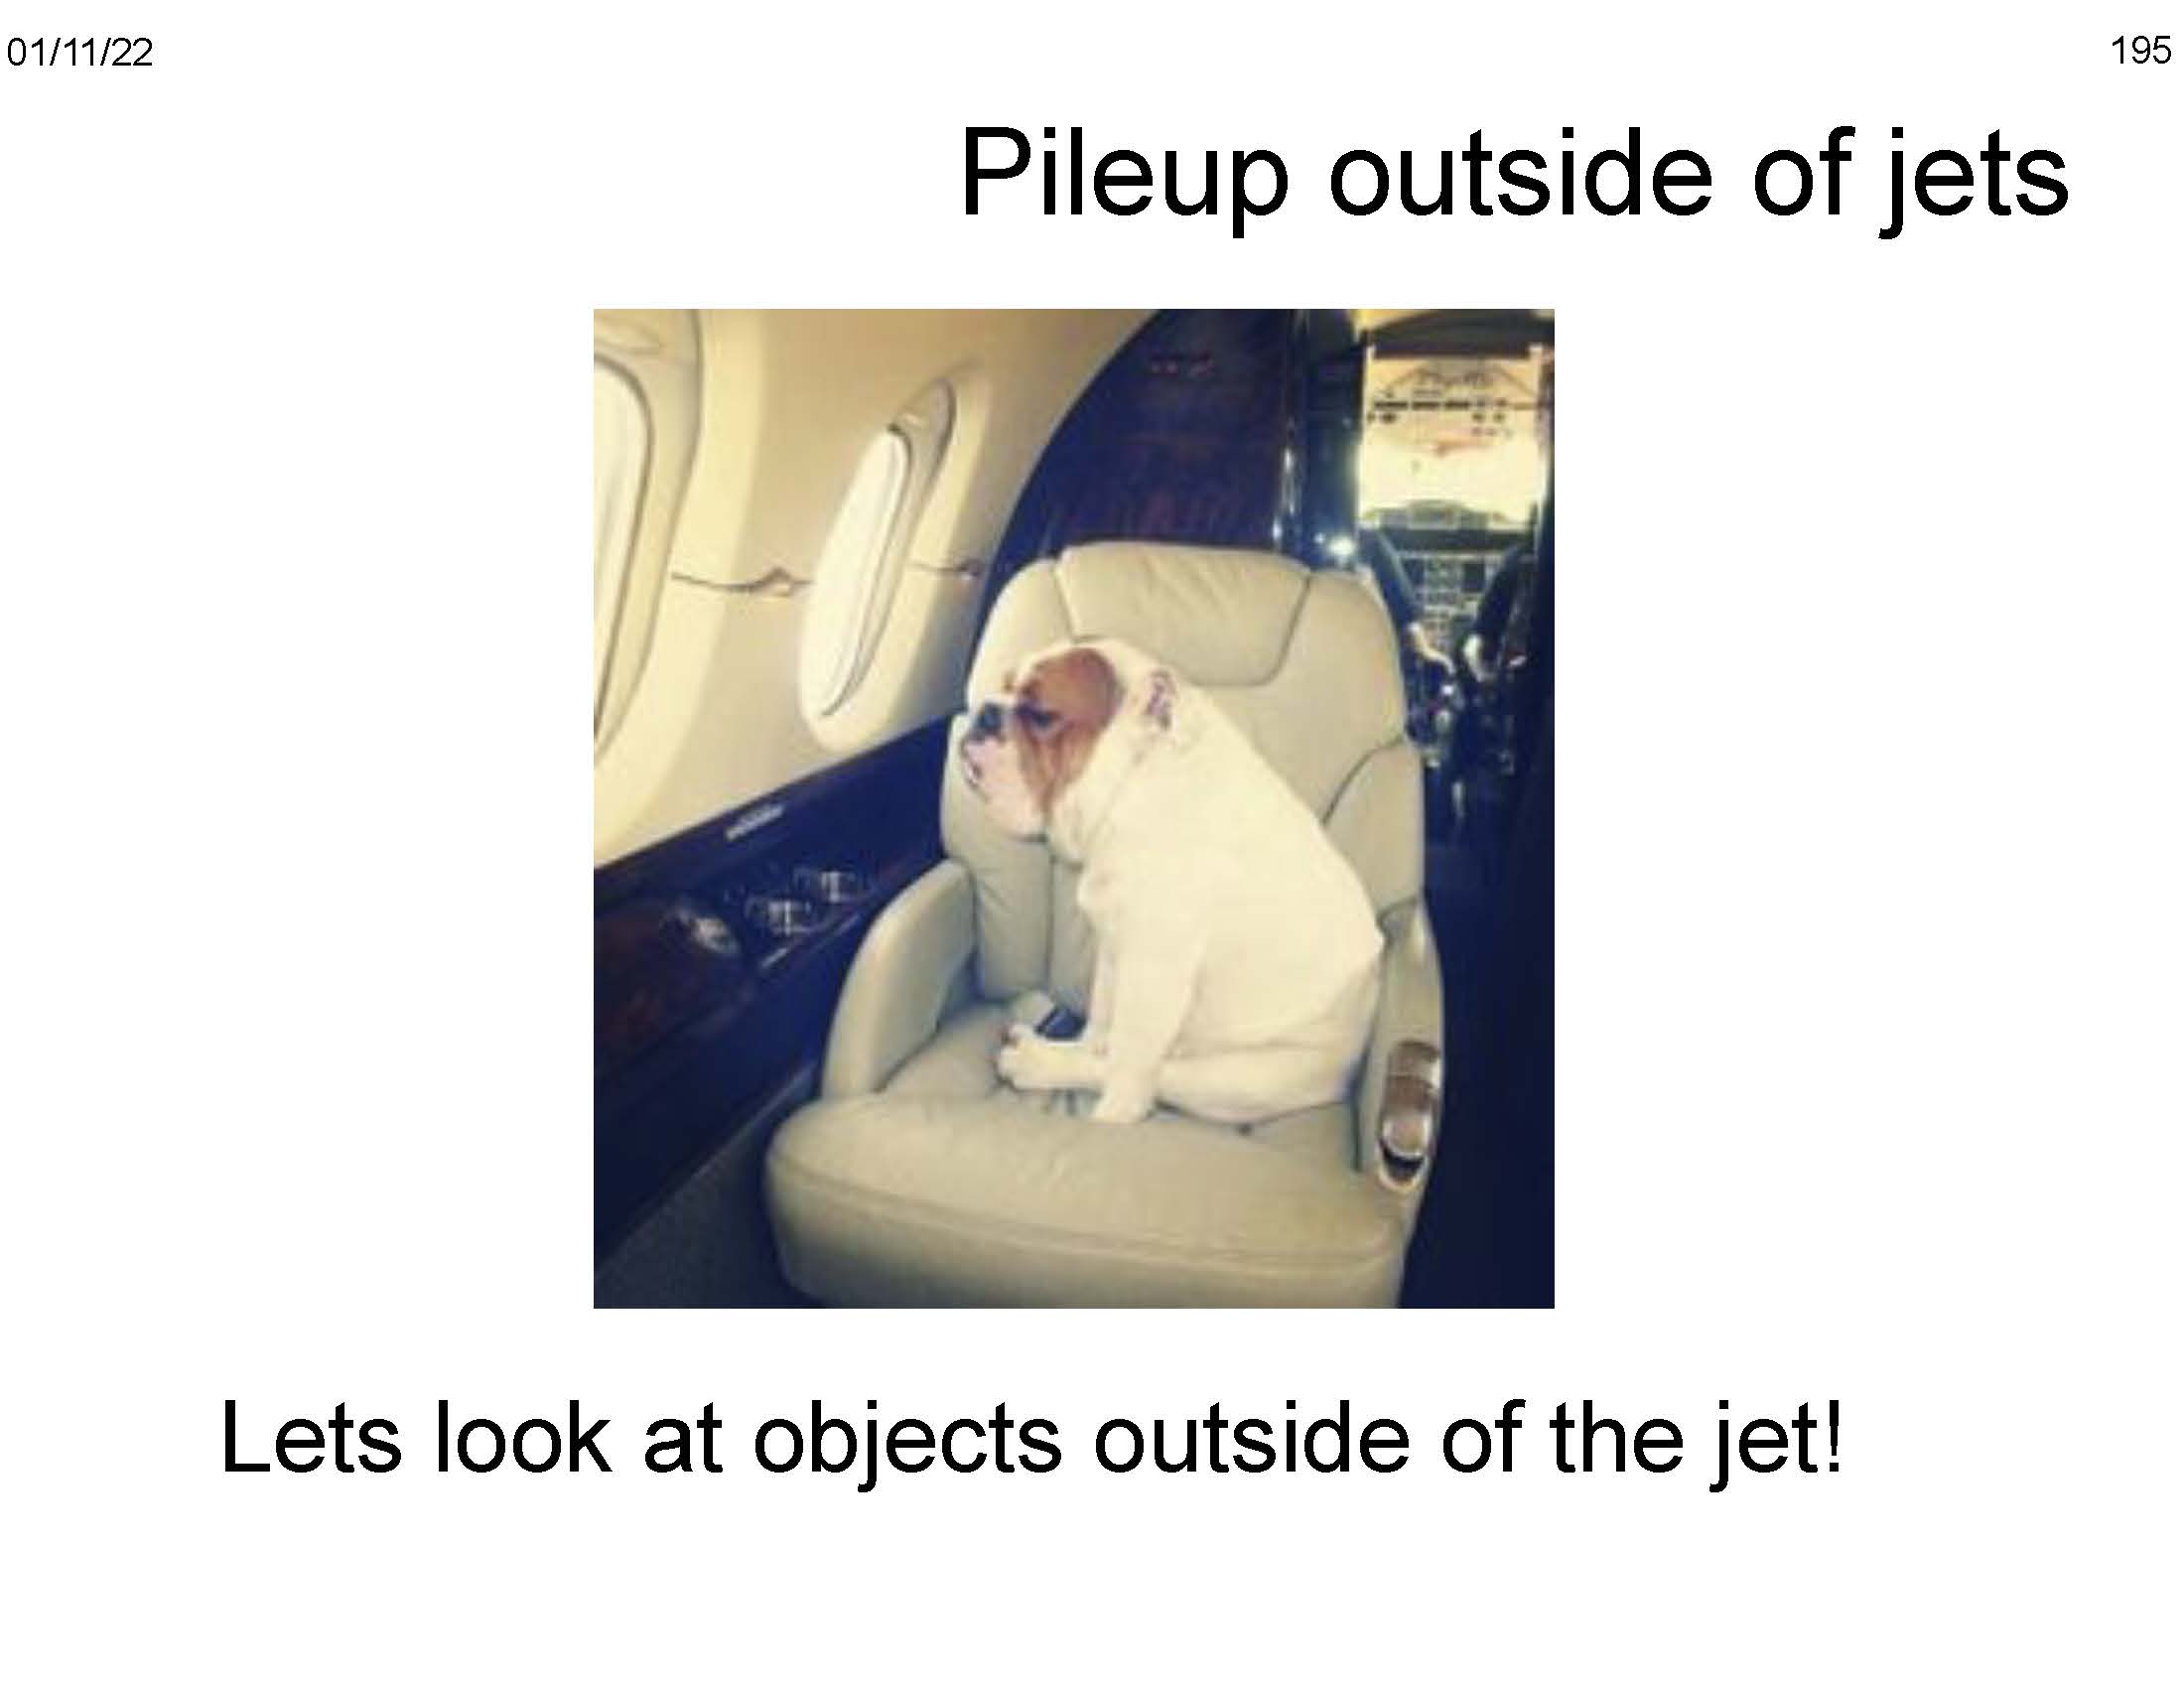 01/11/22
195
Pileup outside of jets
Lets look at objects outside of the jet!